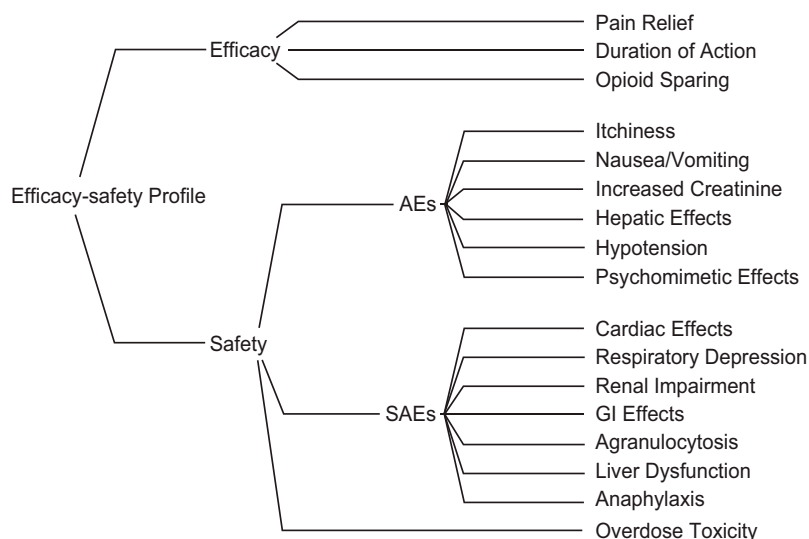 Efficacy-safety Profile
Efficacy
Pain Relief
Duration of Action
Opioid Sparing
Safety
AEs
Itchiness
Nausea/Vomiting
Increased Creatinine
Hepatic Effects
Hypotension
Psychomimetic Effects
SAEs
Cardiac Effects
Respiratory Depression
Renal Impairment
GI Effects
Agranulocytosis
Liver Dysfunction
Anaphylaxis
Overdose Toxicity